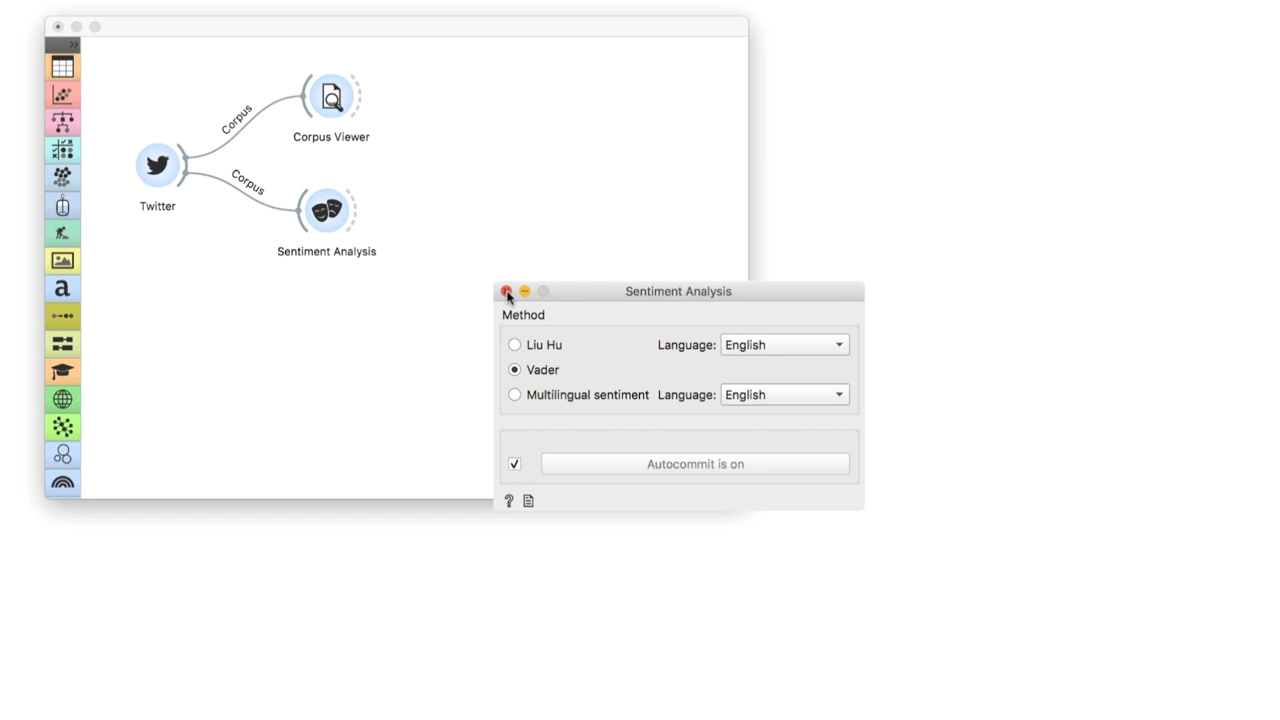 Corpus
Corpus Viewer
Corpus
Twitter
Sentiment Analysis
a
Sentiment Analysis
Method
Liu Hu Language: English
Vader
Multilingual sentiment Language: English
Autocommit is on
?